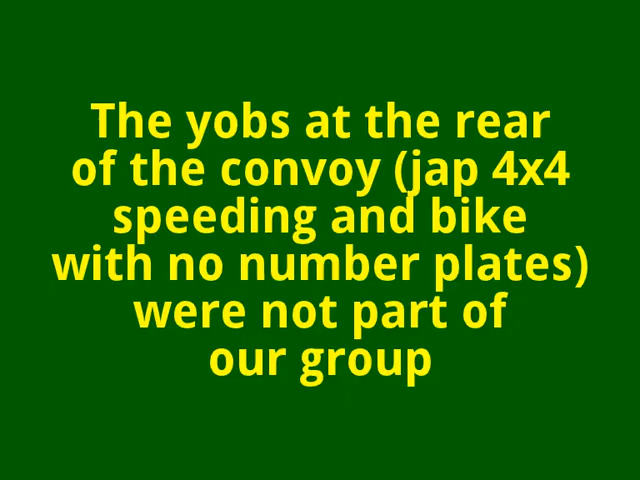 The yobs at the rear
of the convoy (jap 4x4
speeding and bike
with no number plates)
were not part of
our group